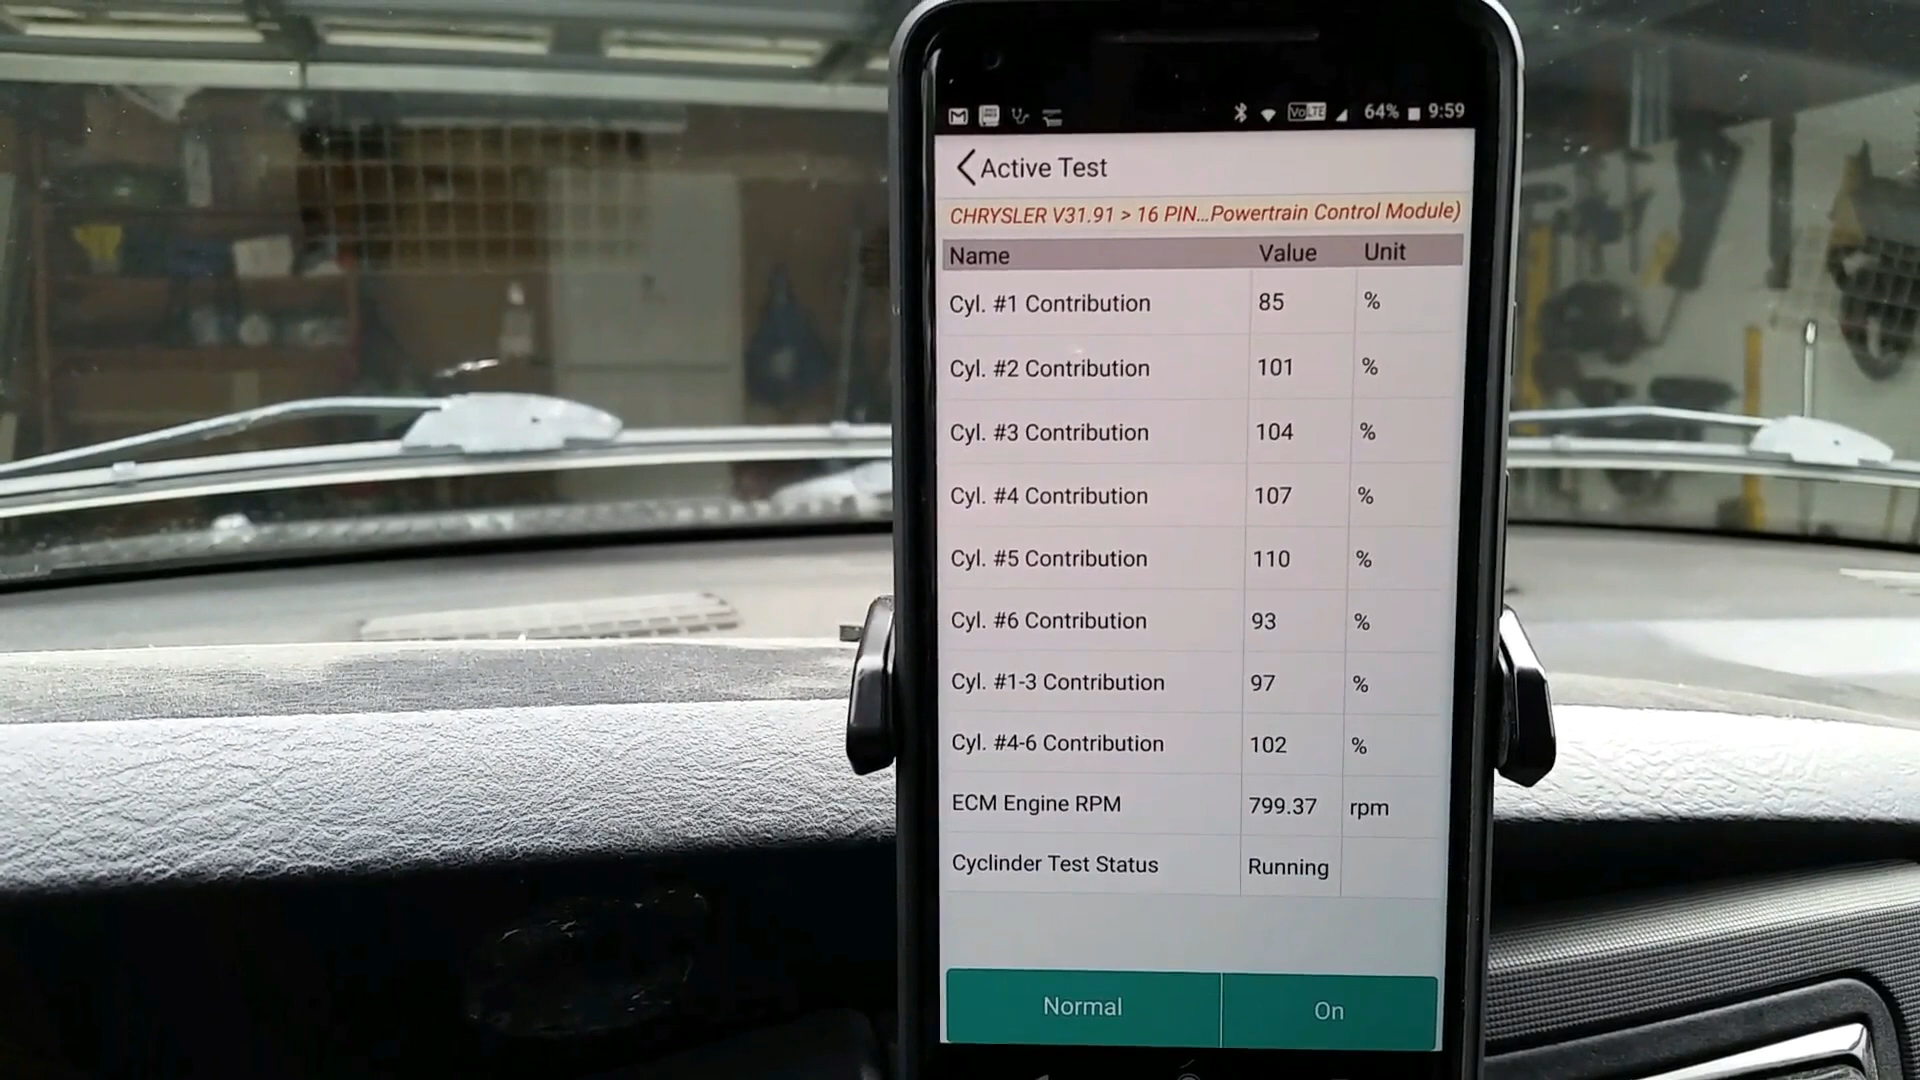 VoLTE 64% 9:59
Active Test
CHRYSLER V31.91 > 16 PIN...Powertrain Control Module)
Name Value Unit
Cyl. #1 Contribution 85 %
Cyl. #2 Contribution 101 %
Cyl. #3 Contribution 104 %
Cyl. #4 Contribution 107 %
Cyl. #5 Contribution 110 %
Cyl. #6 Contribution 93 %
Cyl. #1-3 Contribution 97 %
Cyl. #4-6 Contribution 102 %
ECM Engine RPM 799.37 rpm
Cyclinder Test Status Running
Normal On